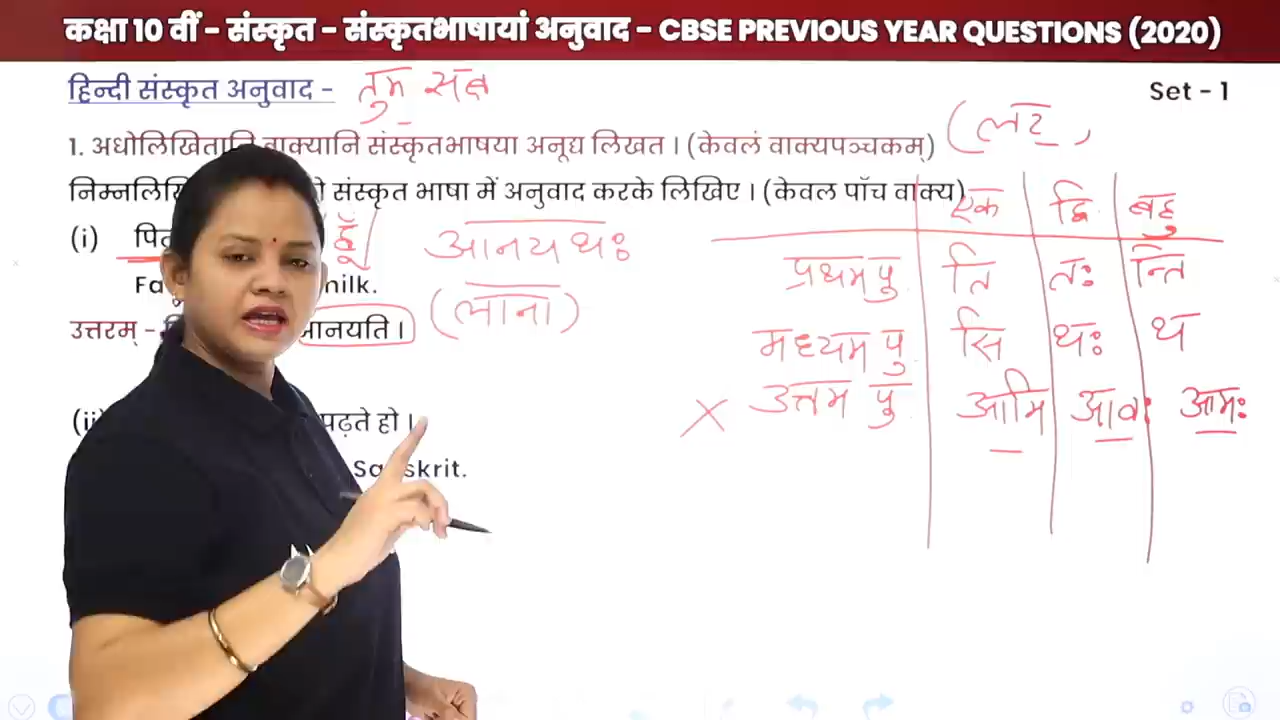 कक्षा 10 वीं – संस्कृत – संस्कृतभाषायां अनुवाद – CBSE PREVIOUS YEAR QUESTIONS (2020)
हिन्दी संस्कृत अनुवाद – तुम सब
Set - 1
1. अधोलिखितानि वाक्यानि संस्कृतभाषया अनूद्य लिखत । (केवलं वाक्यपञ्चकम्) (लट्
संस्कृत भाषा में अनुवाद करके लिखिए । (केवल पाँच वाक्य)
एक द्वि बहु
(i) हूँ आनयथः
प्रथम पु ति तः न्ति
milk. (लाना)
उत्तरम् – आनयति ।
मध्यम पु सि थः थ
उत्तम पु आमि आवः आमः
(ii) पढ़ते हो ।
Sanskrit.